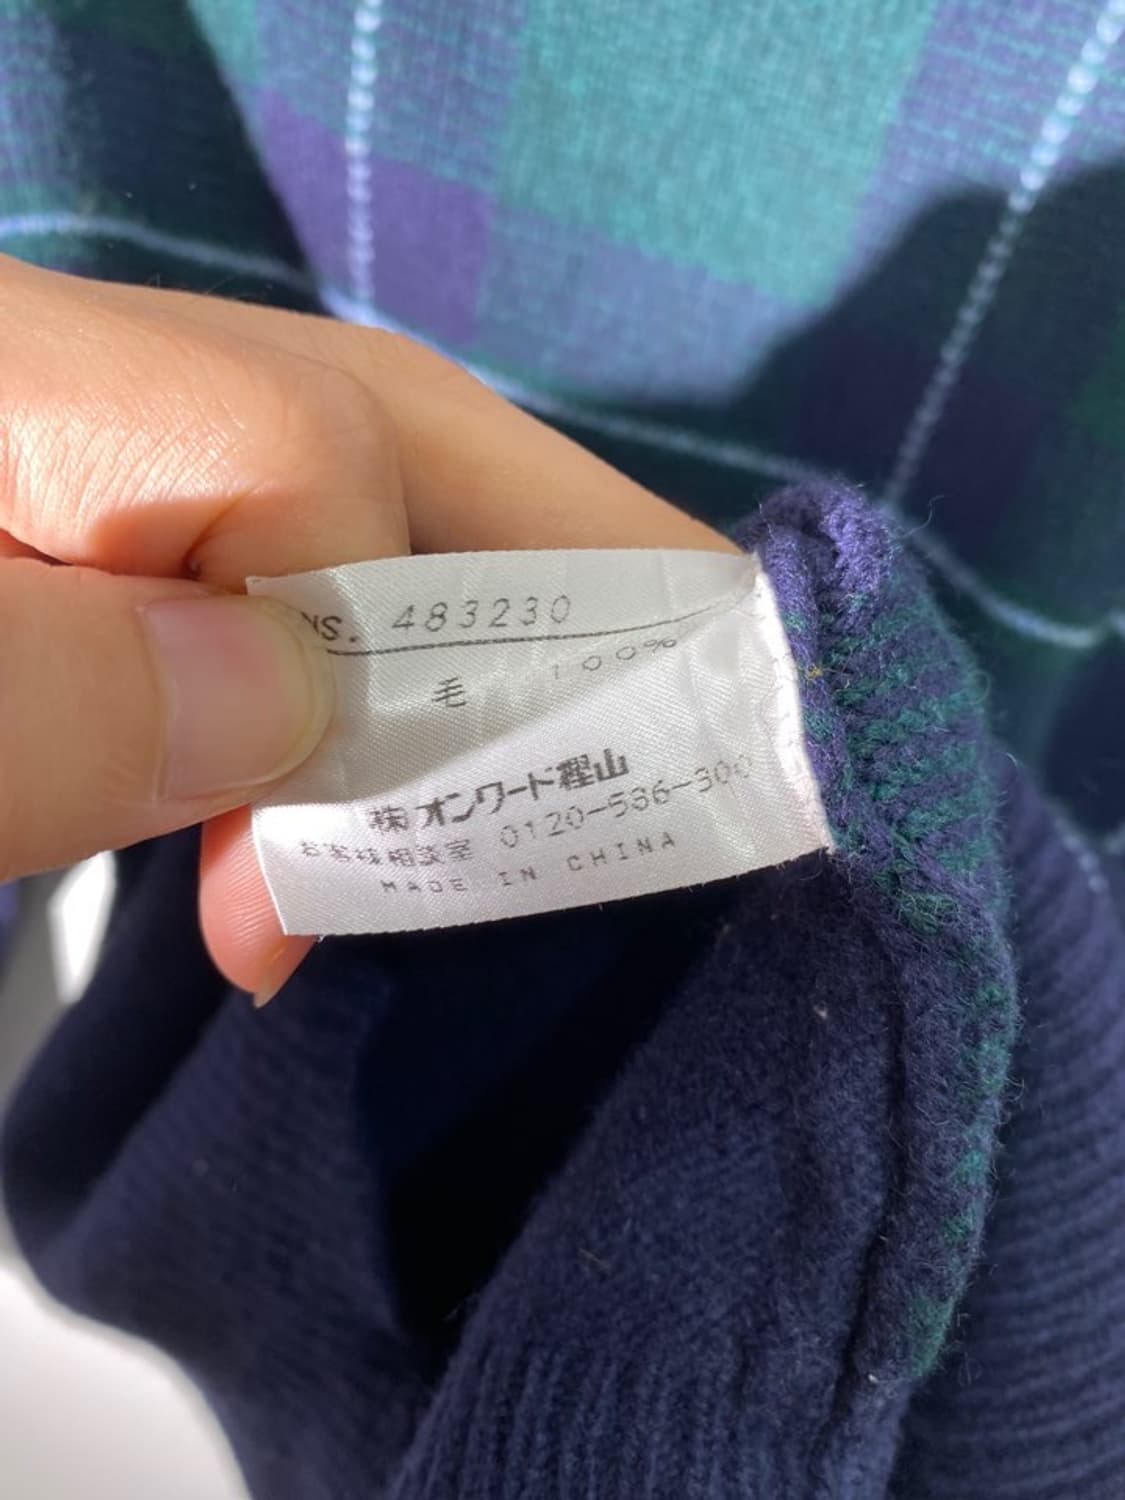 NS. 483230
毛 100%
㈱オンワード樫山
お客様相談室 0120-586-300
MADE IN CHINA